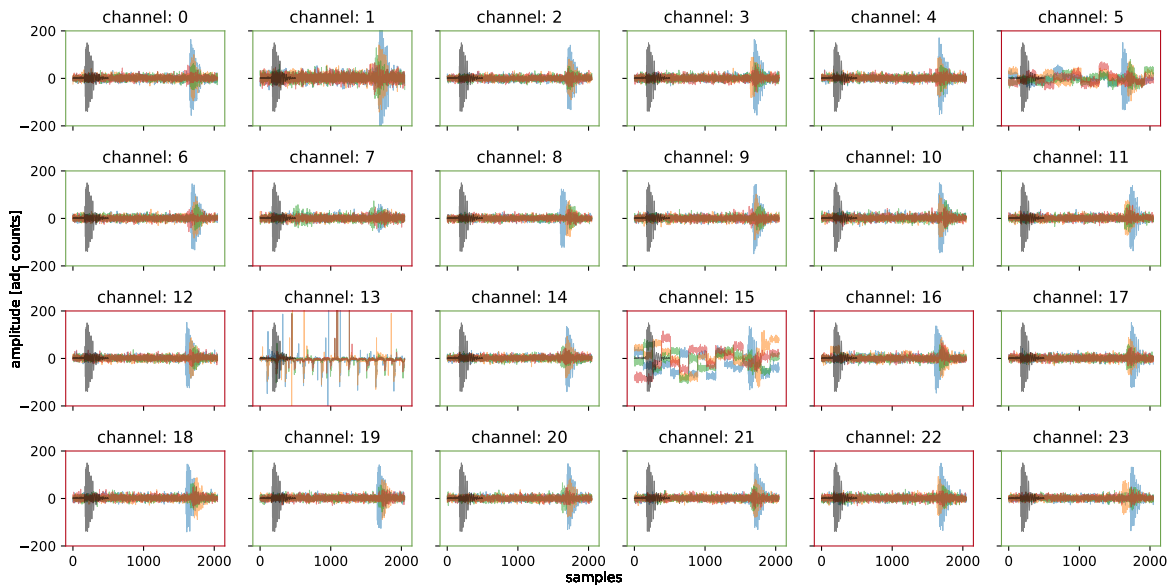 channel: 0 channel: 1 channel: 2 channel: 3 channel: 4 channel: 5
200
0
−200
channel: 6 channel: 7 channel: 8 channel: 9 channel: 10 channel: 11
200
0
−200
channel: 12 channel: 13 channel: 14 channel: 15 channel: 16 channel: 17
200
0
−200
channel: 18 channel: 19 channel: 20 channel: 21 channel: 22 channel: 23
200
0
−200
0 1000 2000 0 1000 2000 0 1000 2000 0 1000 2000 0 1000 2000 0 1000 2000
amplitude [adc counts]
samples